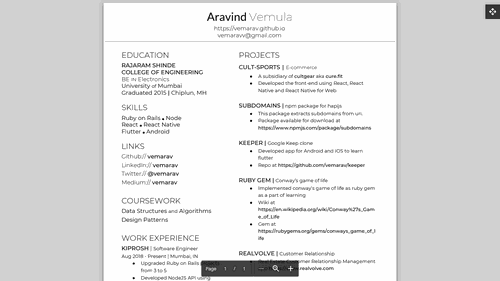 Aravind Vemula
https://vemarav.github.io
vemaravv@gmail.com
EDUCATION
RAJARAM SHINDE
COLLEGE OF ENGINEERING
BE IN Electronics
University of Mumbai
Graduated 2015 | Chiplun, MH
SKILLS
Ruby on Rails • Node
React • React Native
Flutter • Android
LINKS
Github:// vemarav
LinkedIn:// vemarav
Twitter:// @vemarav
Medium:// vemarav
COURSEWORK
Data Structures and Algorithms
Design Patterns
WORK EXPERIENCE
KIPROSH | Software Engineer
Aug 2018 - Present | Mumbai, IN
• Upgraded Ruby on Rails
from 3 to 5
• Developed NodeJS API using
PROJECTS
CULT-SPORTS | E-commerce
• A subsidiary of cultgear aka cure.fit
• Developed the front-end using React, React
Native and React Native for Web
SUBDOMAINS | npm package for hapijs
• This package extracts subdomains from url.
• Package available for download at
https://www.npmjs.com/package/subdomains
KEEPER | Google Keep clone
• Developed app for Android and iOS to learn
flutter
• Repo at https://github.com/vemarav/keeper
RUBY GEM | Conway's game of life
• Implemented conway's game of life as ruby gem
as a part of learning
• Wiki at
https://en.wikipedia.org/wiki/Conway%27s_Gam
e_of_Life
• Gem at
https://rubygems.org/gems/conways_game_of_l
ife
REALVOLVE | Customer Relationship
Customer Relationship Management
realvolve.com
Page 1 / 1